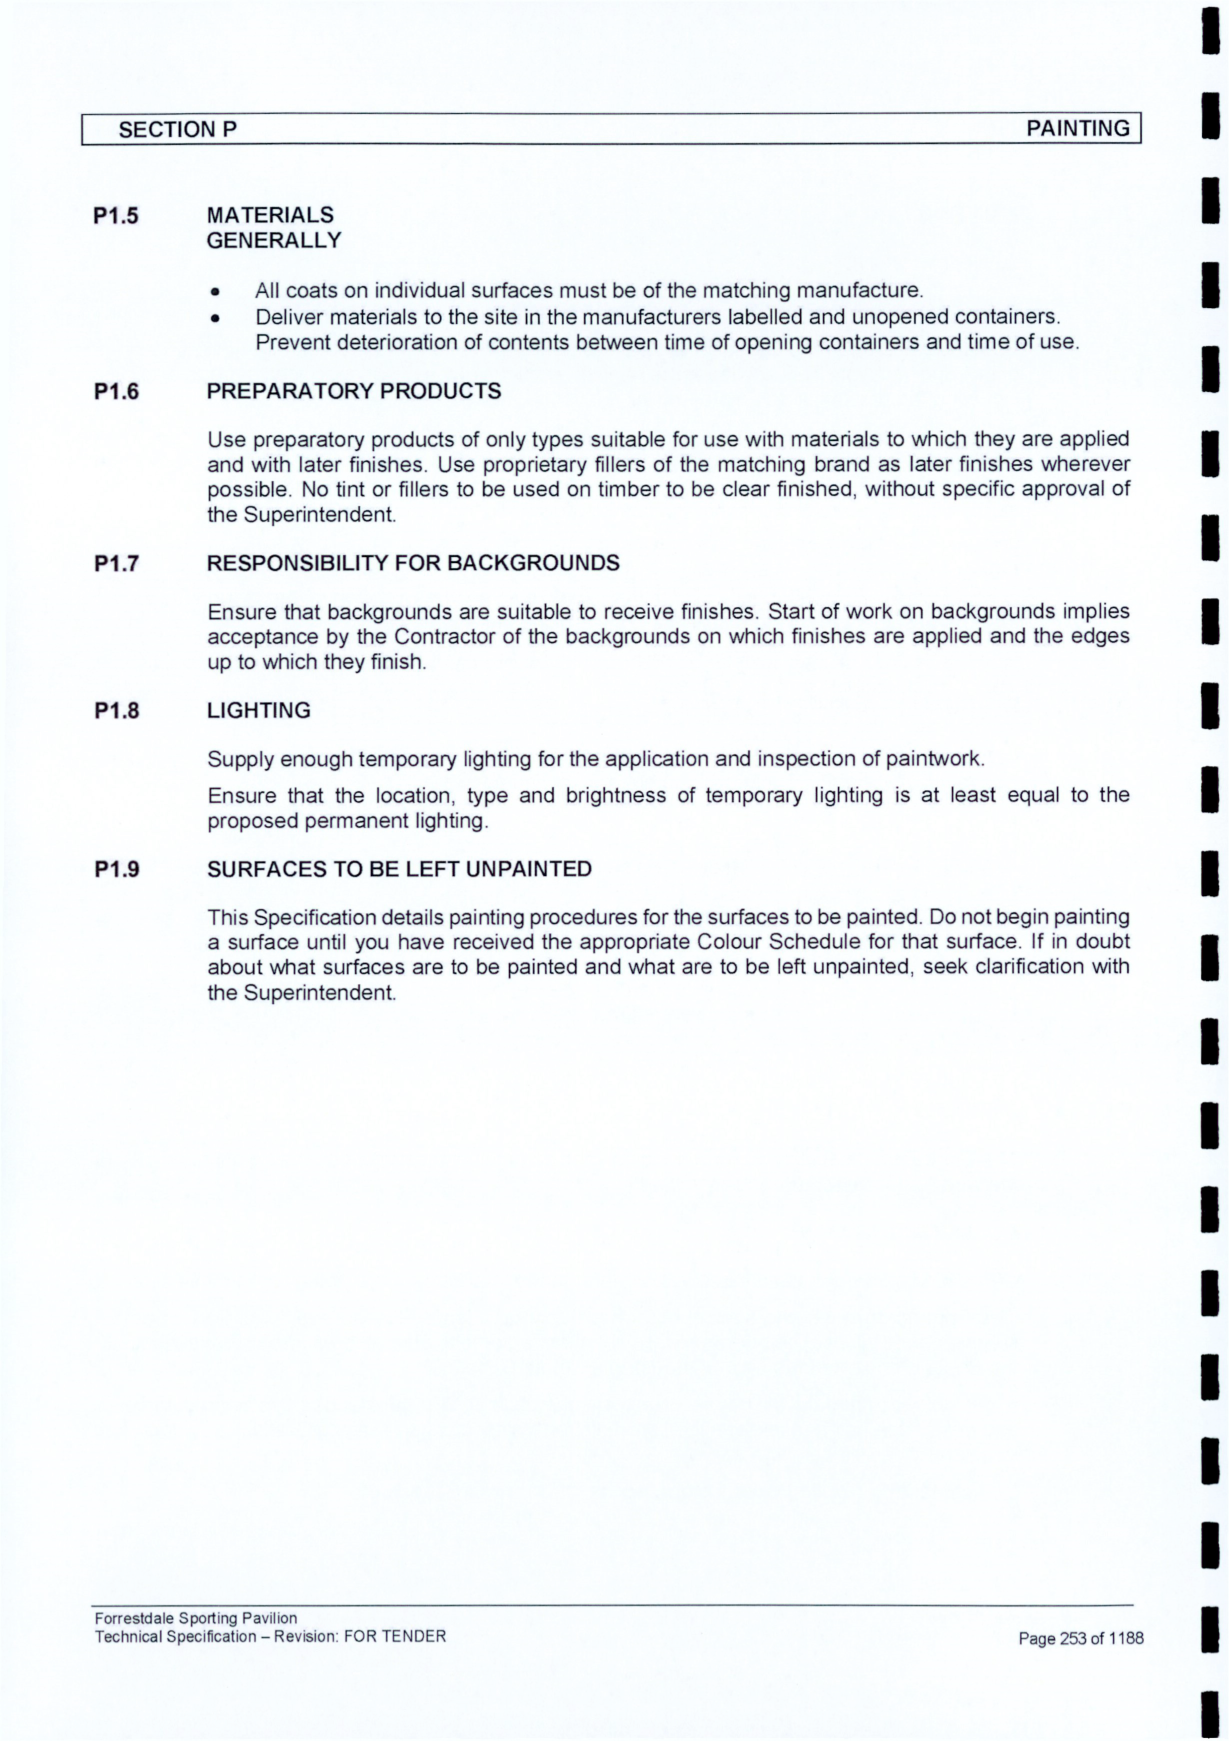 SECTION P PAINTING
P1.5 MATERIALS
GENERALLY
• All coats on individual surfaces must be of the matching manufacture.
• Deliver materials to the site in the manufacturers labelled and unopened containers.
Prevent deterioration of contents between time of opening containers and time of use.
P1.6 PREPARATORY PRODUCTS
Use preparatory products of only types suitable for use with materials to which they are applied
and with later finishes. Use proprietary fillers of the matching brand as later finishes wherever
possible. No tint or fillers to be used on timber to be clear finished, without specific approval of
the Superintendent.
P1.7 RESPONSIBILITY FOR BACKGROUNDS
Ensure that backgrounds are suitable to receive finishes. Start of work on backgrounds implies
acceptance by the Contractor of the backgrounds on which finishes are applied and the edges
up to which they finish.
P1.8 LIGHTING
Supply enough temporary lighting for the application and inspection of paintwork.
Ensure that the location, type and brightness of temporary lighting is at least equal to the
proposed permanent lighting.
P1.9 SURFACES TO BE LEFT UNPAINTED
This Specification details painting procedures for the surfaces to be painted. Do not begin painting
a surface until you have received the appropriate Colour Schedule for that surface. If in doubt
about what surfaces are to be painted and what are to be left unpainted, seek clarification with
the Superintendent.
Forrestdale Sporting Pavilion
Technical Specification – Revision: FOR TENDER Page 253 of 1188